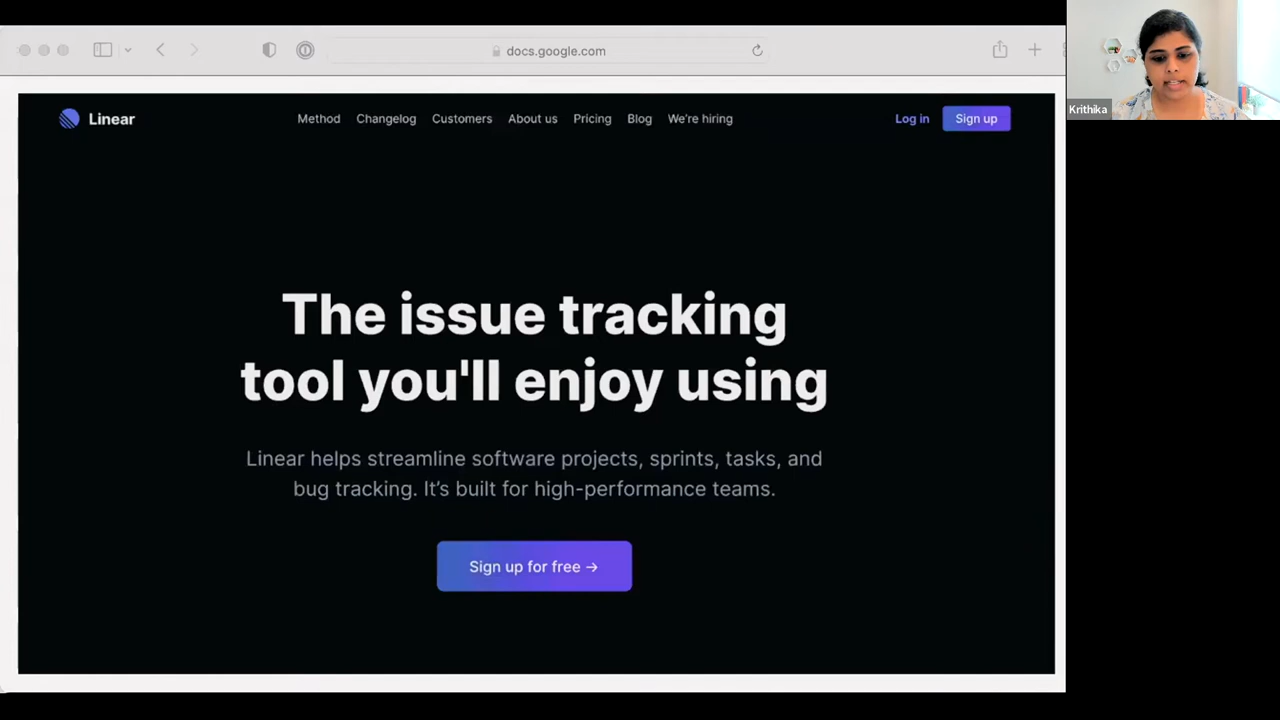 docs.google.com
Krithika
Linear
Method Changelog Customers About us Pricing Blog We're hiring
Log in Sign up
The issue tracking
tool you'll enjoy using
Linear helps streamline software projects, sprints, tasks, and
bug tracking. It’s built for high-performance teams.
Sign up for free →